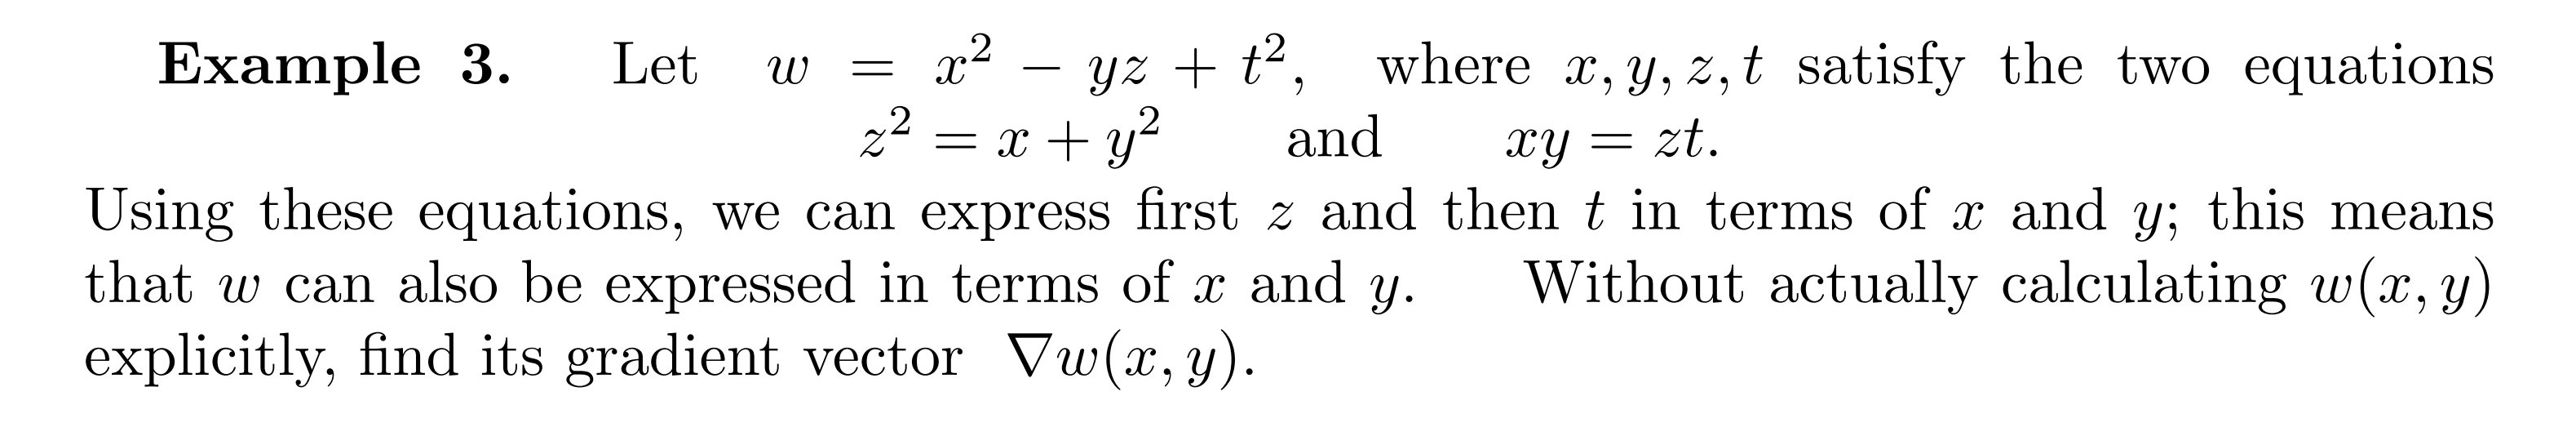 Example 3. Let w = x² − yz + t², where x, y, z, t satisfy the two equations
z² = x + y² and xy = zt.
Using these equations, we can express first z and then t in terms of x and y; this means
that w can also be expressed in terms of x and y. Without actually calculating w(x, y)
explicitly, find its gradient vector ∇w(x, y).